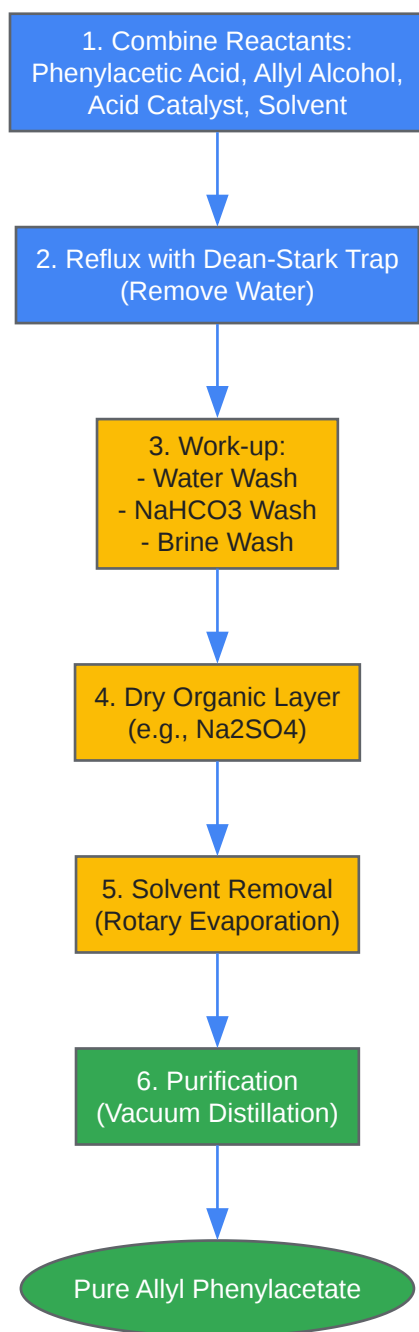 1. Combine Reactants:
Phenylacetic Acid, Allyl Alcohol,
Acid Catalyst, Solvent
2. Reflux with Dean-Stark Trap
(Remove Water)
3. Work-up:
- Water Wash
- NaHCO3 Wash
- Brine Wash
4. Dry Organic Layer
(e.g., Na2SO4)
5. Solvent Removal
(Rotary Evaporation)
6. Purification
(Vacuum Distillation)
Pure Allyl Phenylacetate